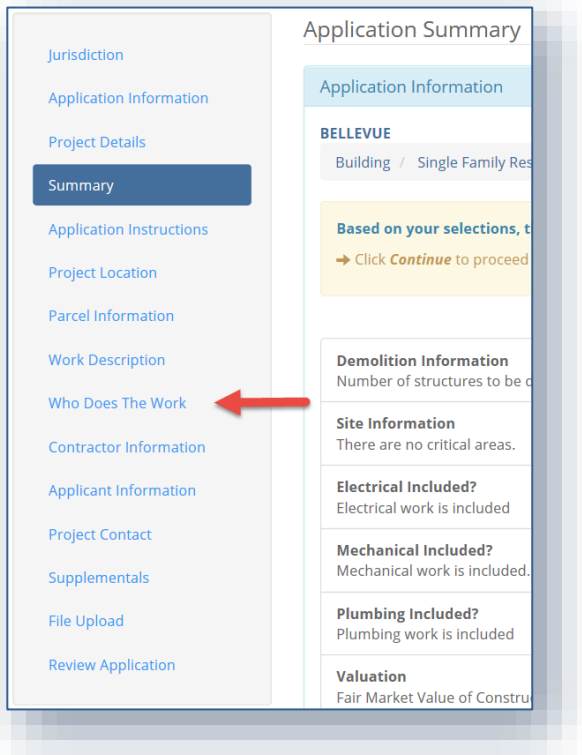 Jurisdiction
Application Information
Project Details
Summary
Application Instructions
Project Location
Parcel Information
Work Description
Who Does The Work
Contractor Information
Applicant Information
Project Contact
Supplementals
File Upload
Review Application
Application Summary
Application Information
BELLEVUE
Building / Single Family Res
Based on your selections, t
Click Continue to proceed
Demolition Information
Number of structures to be d
Site Information
There are no critical areas.
Electrical Included?
Electrical work is included
Mechanical Included?
Mechanical work is included.
Plumbing Included?
Plumbing work is included
Valuation
Fair Market Value of Constru